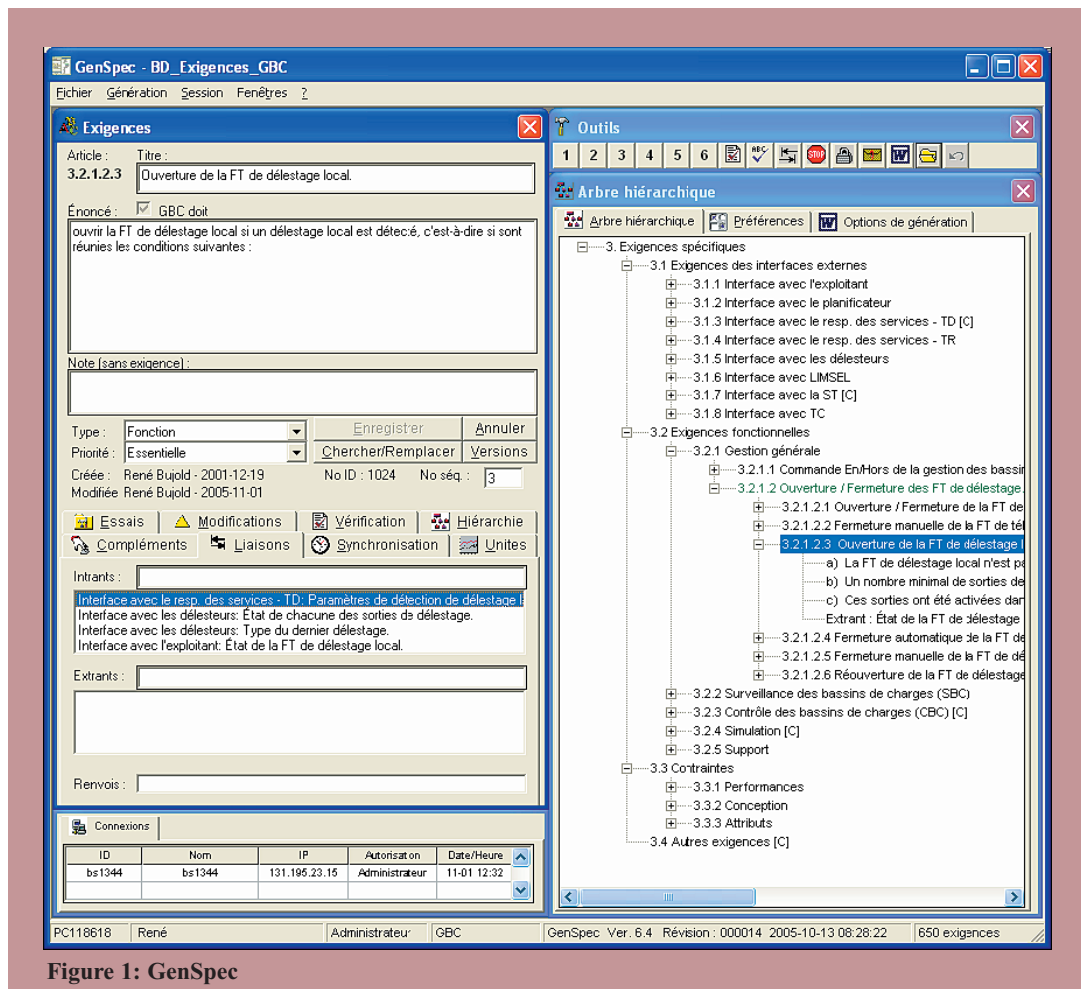 GenSpec - BD_Exigences_GBC
Fichier Génération Session Fenêtres ?
Exigences
Article : Titre :
3.2.1.2.3 Ouverture de la FT de délestage local.
Énoncé : GBC doit
ouvrir la FT de délestage local si un délestage local est détecé, c'est-à-dire si sont
réunies les conditions suivantes :
Note (sans exigence) :
Type : Fonction Enregistrer Annuler
Priorité : Essentielle Chercher/Remplacer Versions
Créée : René Bujold - 2001-12-19 No ID : 1024 No séq. : 3
Modifiée René Bujold - 2005-11-01
Essais Modifications Vérification Hiérarchie
Compléments Liaisons Synchronisation Unites
Intrants :
Interface avec le resp. des services - TD: Paramètres de détection de délestage l
Interface avec les délesteurs: État de chacune des sorties de délestage.
Interface avec les délesteurs: Type du dernier délestage.
Interface avec l'exploitant: État de la FT de délestage local.
Extrants :
Renvois :
Connexions
ID Nom IP Autorisation Date/Heure
bs1344 bs1344 131.195.23.15 Administrateur 11-01 12:32
Outils
1 2 3 4 5 6 ABC STOP W
Arbre hiérarchique
Arbre hiérarchique Préférences W Options de génération
3. Exigences spécifiques
3.1 Exigences des interfaces externes
3.1.1 Interface avec l'exploitant
3.1.2 Interface avec le planificateur
3.1.3 Interface avec le resp. des services - TD [C]
3.1.4 Interface avec le resp. des services - TR
3.1.5 Interface avec les délesteurs
3.1.6 Interface avec LIMSEL
3.1.7 Interface avec la ST [C]
3.1.8 Interface avec TC
3.2 Exigences fonctionnelles
3.2.1 Gestion générale
3.2.1.1 Commande En/Hors de la gestion des bassir
3.2.1.2 Ouverture / Fermeture des FT de délestage.
3.2.1.2.1 Ouverture / Fermeture de la FT de
3.2.1.2.2 Fermeture manuelle de la FT de tél
3.2.1.2.3 Ouverture de la FT de délestage l
a) La FT de délestage local n'est pa
b) Un nombre minimal de sorties de
c) Ces sorties ont été activées dar
Extrant : État de la FT de délestage
3.2.1.2.4 Fermeture automatique de la FT de
3.2.1.2.5 Fermeture manuelle de la FT de dé
3.2.1.2.6 Réouverture de la FT de délestage
3.2.2 Surveillance des bassins de charges (SBC)
3.2.3 Contrôle des bassins de charges (CBC) [C]
3.2.4 Simulation [C]
3.2.5 Support
3.3 Contraintes
3.3.1 Performances
3.3.2 Conception
3.3.3 Attributs
3.4 Autres exigences [C]
PC118618 René Administrateur GBC GenSpec Ver. 6.4 Révision : 000014 2005-10-13 08:28:22 650 exigences
Figure 1: GenSpec